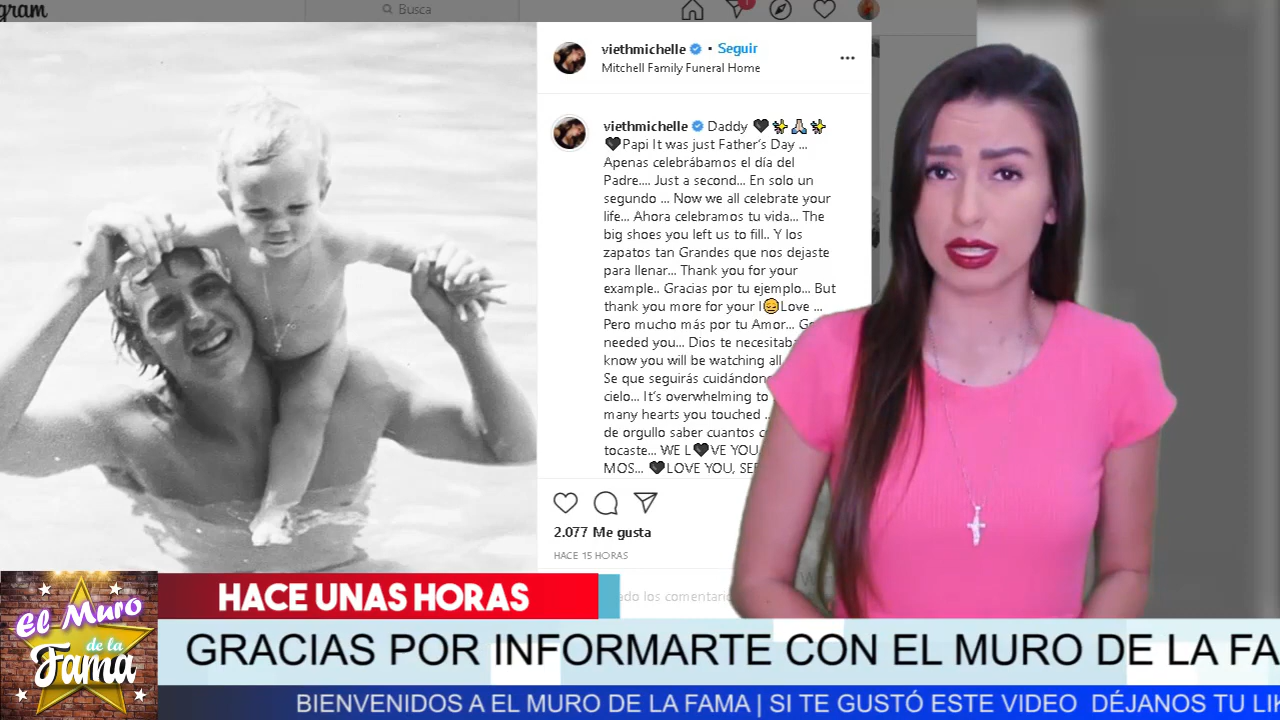 gram
Busca
1
viethmichelle • Seguir
Mitchell Family Funeral Home
viethmichelle Daddy
Papi It was just Father's Day ...
Apenas celebrábamos el día del
Padre.... Just a second... En solo un
segundo ... Now we all celebrate your
life... Ahora celebramos tu vida... The
big shoes you left us to fill.. Y los
zapatos tan Grandes que nos dejaste
para llenar... Thank you for your
example.. Gracias por tu ejemplo... But
thank you more for your l Love ...
Pero mucho más por tu Amor...
needed you... Dios te necesitaba
know you will be watching all
Se que seguirás cuidándono
cielo... It's overwhelming to
many hearts you touched ..
de orgullo saber cuantos c
tocaste... WE L VE YOU
MOS... LOVE YOU, SEE
2.077 Me gusta
HACE 15 HORAS
ado los comentario
El Muro
de la
Fama
HACE UNAS HORAS
GRACIAS POR INFORMARTE CON EL MURO DE LA FA
BIENVENIDOS A EL MURO DE LA FAMA | SI TE GUSTÓ ESTE VIDEO DÉJANOS TU LIK